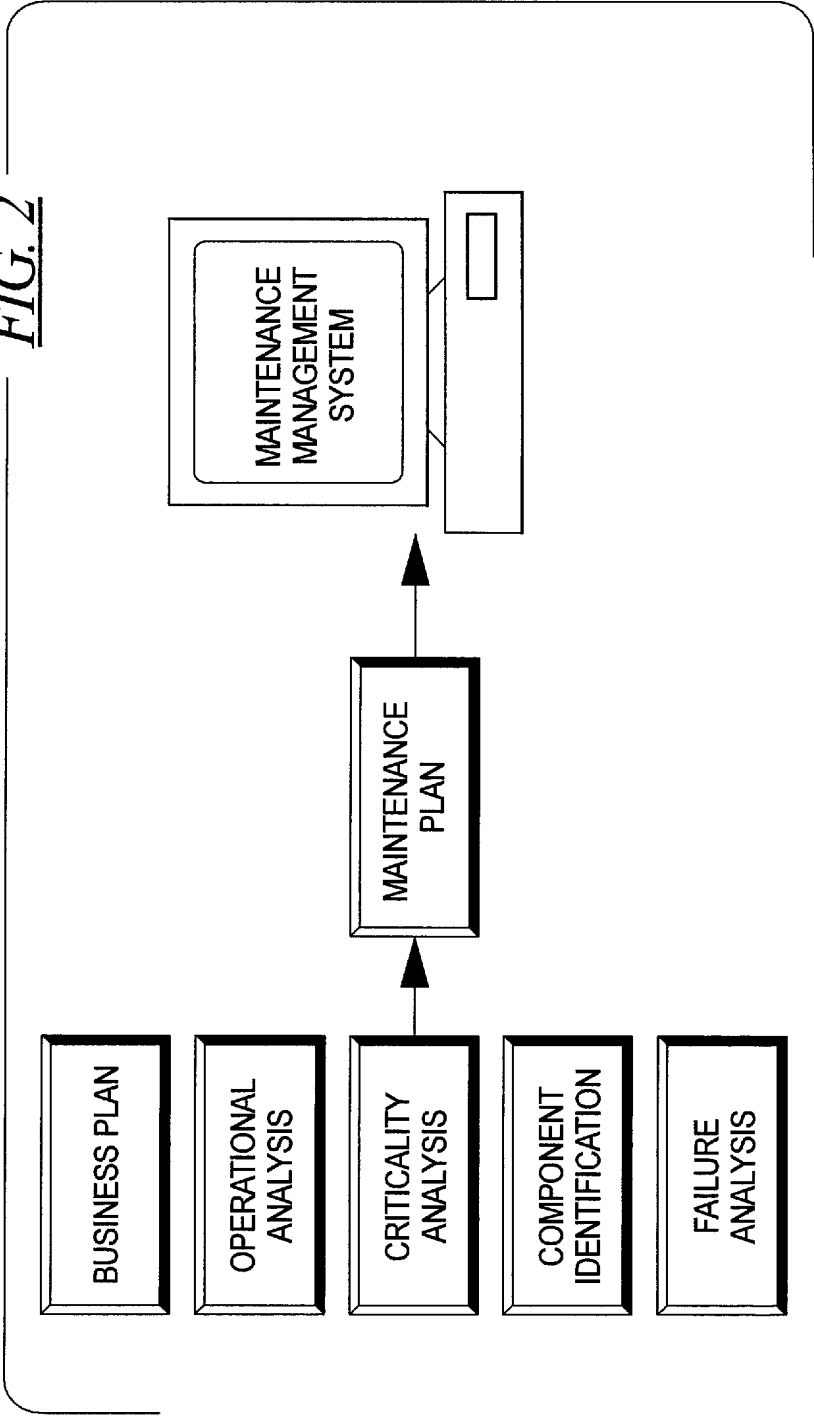 FIG. 2
BUSINESS PLAN
OPERATIONAL
ANALYSIS
CRITICALITY
ANALYSIS
COMPONENT
IDENTIFICATION
FAILURE
ANALYSIS
MAINTENANCE
PLAN
MAINTENANCE
MANAGEMENT
SYSTEM